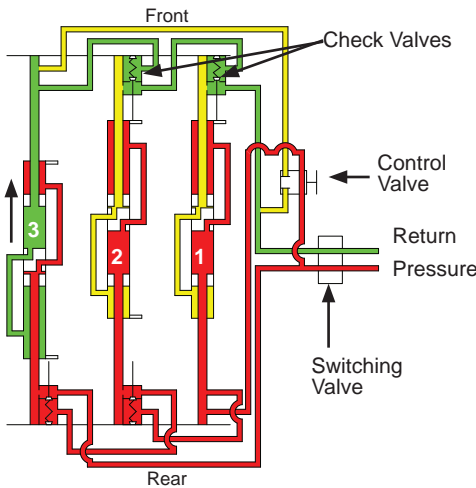 Front
Check Valves
Control
Valve
3
2
1
Return
Pressure
Switching
Valve
Rear